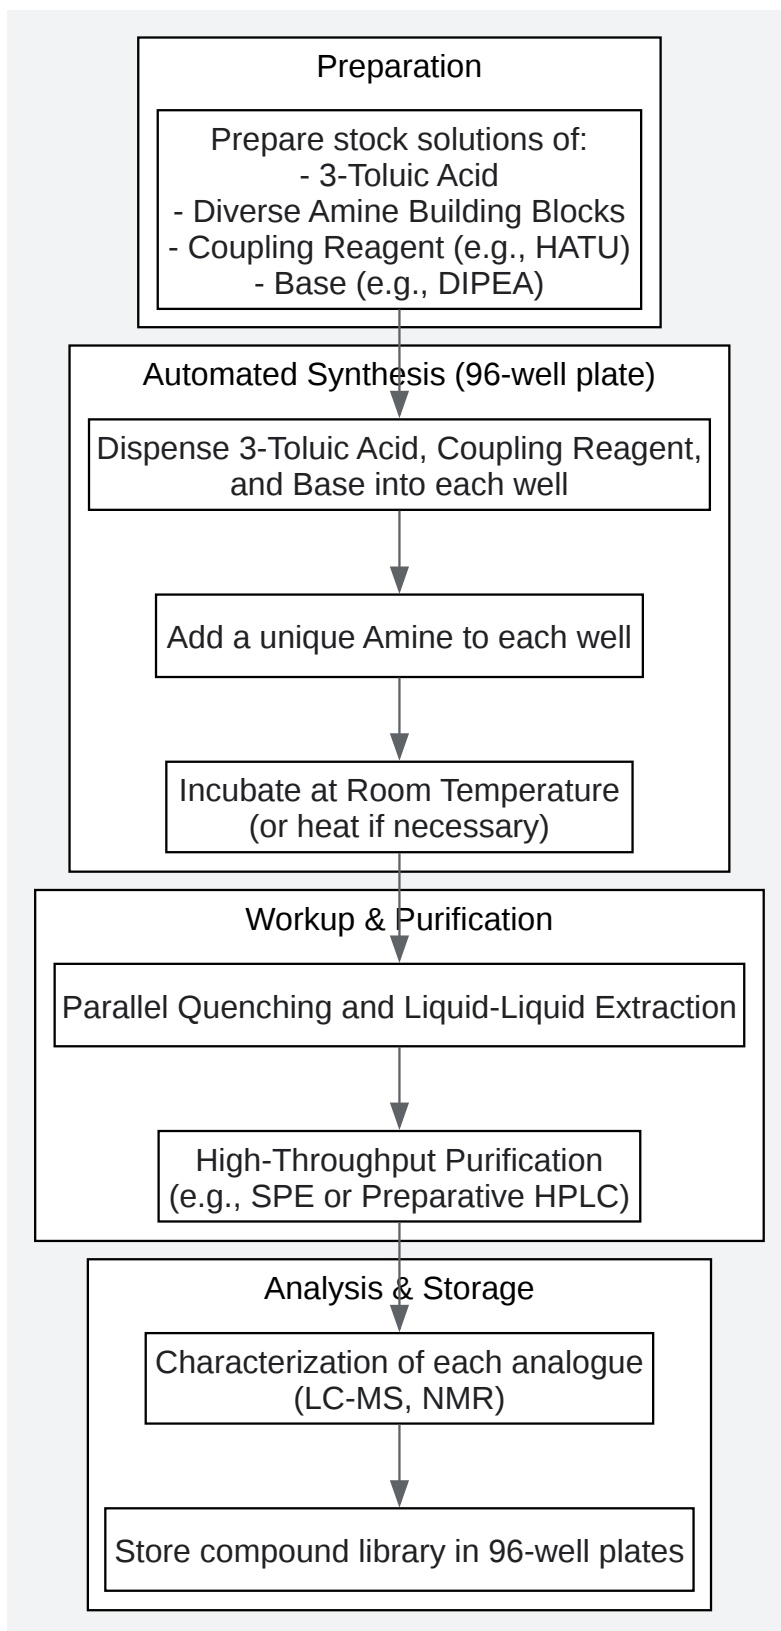 Preparation
Prepare stock solutions of:
- 3-Toluic Acid
- Diverse Amine Building Blocks
- Coupling Reagent (e.g., HATU)
- Base (e.g., DIPEA)
Automated Synthesis (96-well plate)
Dispense 3-Toluic Acid, Coupling Reagent,
and Base into each well
Add a unique Amine to each well
Incubate at Room Temperature
(or heat if necessary)
Workup & Purification
Parallel Quenching and Liquid-Liquid Extraction
High-Throughput Purification
(e.g., SPE or Preparative HPLC)
Analysis & Storage
Characterization of each analogue
(LC-MS, NMR)
Store compound library in 96-well plates